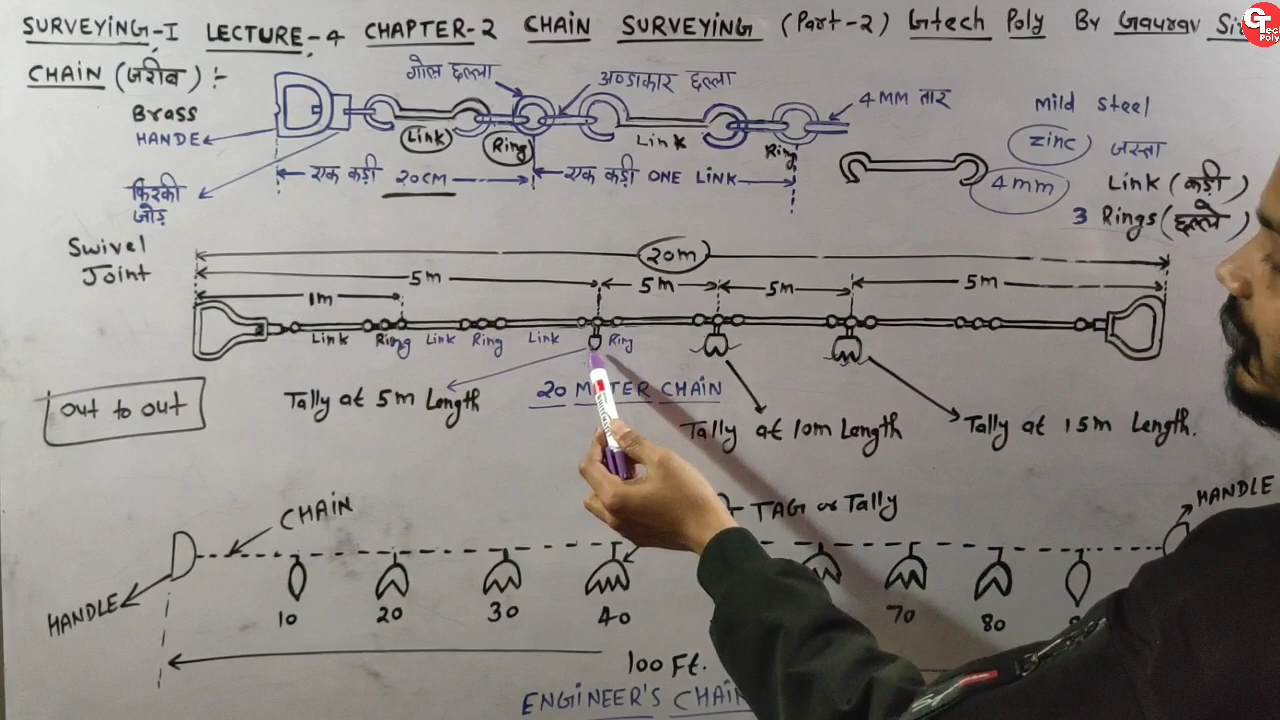 SURVEYING-I LECTURE-4 CHAPTER-2 CHAIN SURVEYING (Part-2) Gtech Poly By Gaurav Sir
GTech Poly
CHAIN (जरीब) :-
गोल छल्ला
अण्डाकार छल्ला
4MM तार
Brass
HANDE
Link
Ring
Link
Ring
एक कड़ी 20CM
एक कड़ी ONE LINK
फिरकी
जोड़
Mild Steel
zinc जस्ता
4mm Link (कड़ी)
3 Rings (छल्ले)
Swivel
Joint
20m
5m
5m
5m
5m
1m
Link Ring Link Ring Link Ring
Tally at 5m Length
20 METER CHAIN
Tally at 10m Length
Tally at 15m Length.
Out to out
CHAIN
TAG or Tally
HANDLE
HANDLE
10
20
30
40
70
80
100 Ft.
ENGINEER'S CHAIN